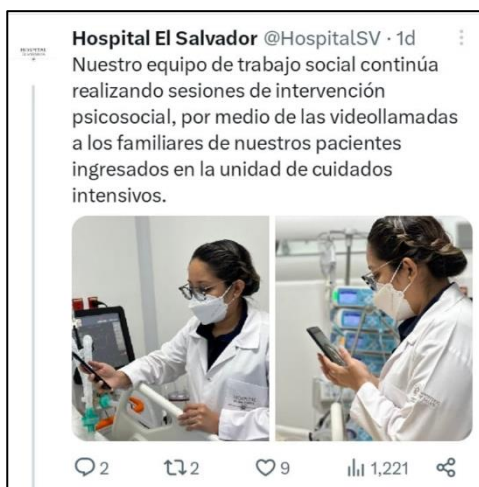 Hospital El Salvador @HospitalSV · 1d
Nuestro equipo de trabajo social continúa
realizando sesiones de intervención
psicosocial, por medio de las videollamadas
a los familiares de nuestros pacientes
ingresados en la unidad de cuidados
intensivos.
2 2 9 1,221